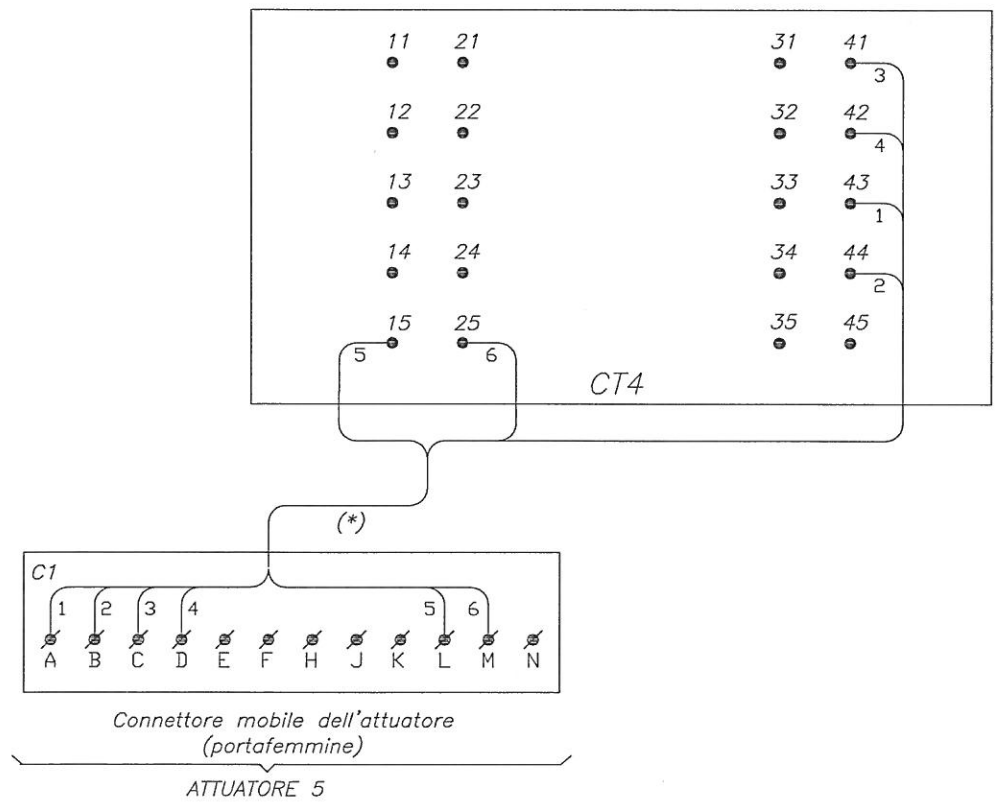 11 21 31 41
3
12 22 32 42
4
13 23 33 43
1
14 24 34 44
2
15 25 35 45
5 6
CT4
(*)
C1
1 2 3 4 5 6
A B C D E F H J K L M N
Connettore mobile dell'attuatore
(portafemmine)
ATTUATORE 5